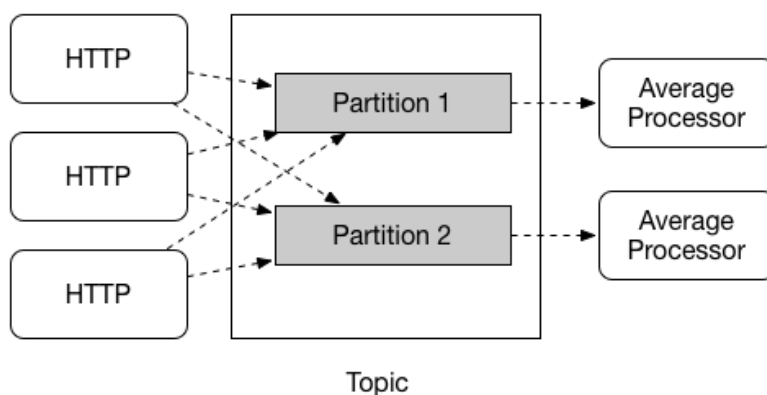 HTTP
HTTP
HTTP
Partition 1
Partition 2
Average
Processor
Average
Processor
Topic